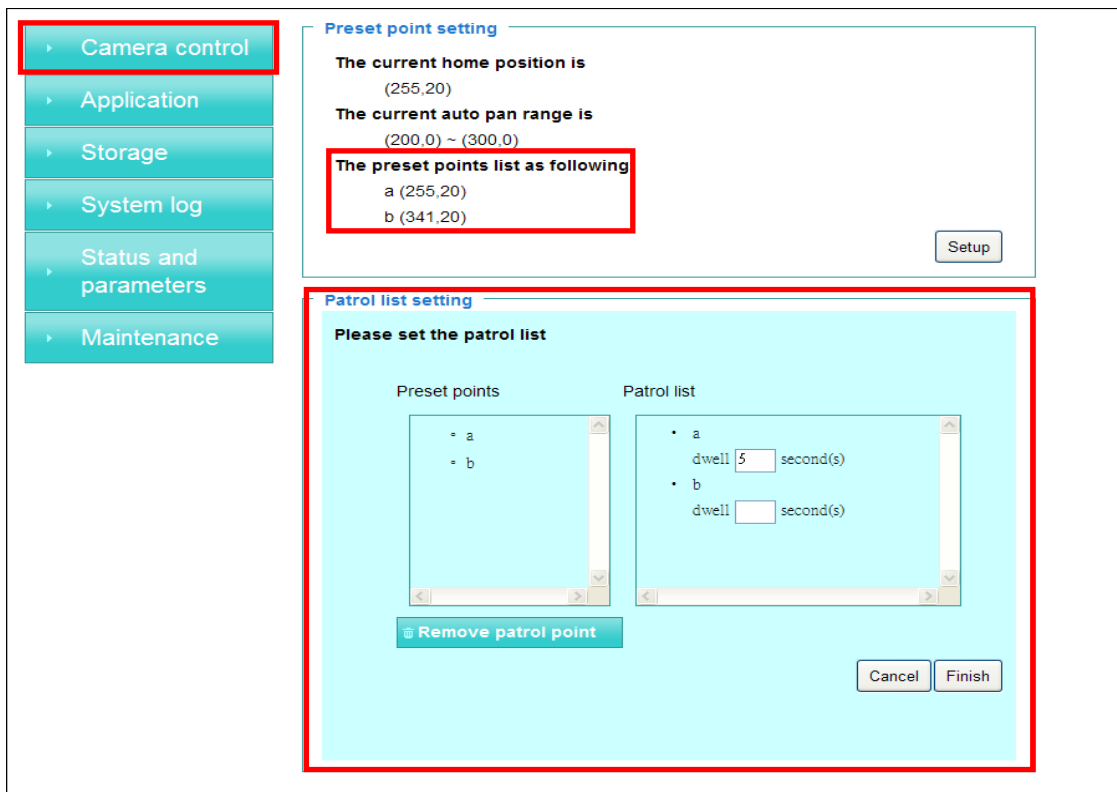 Camera control
Application
Storage
System log
Status and
parameters
Maintenance
Preset point setting
The current home position is
(255,20)
The current auto pan range is
(200,0) ~ (300,0)
The preset points list as following
a (255,20)
b (341,20)
Setup
Patrol list setting
Please set the patrol list
Preset points
a
b
Patrol list
a
dwell 5 second(s)
b
dwell second(s)
Remove patrol point
Cancel Finish